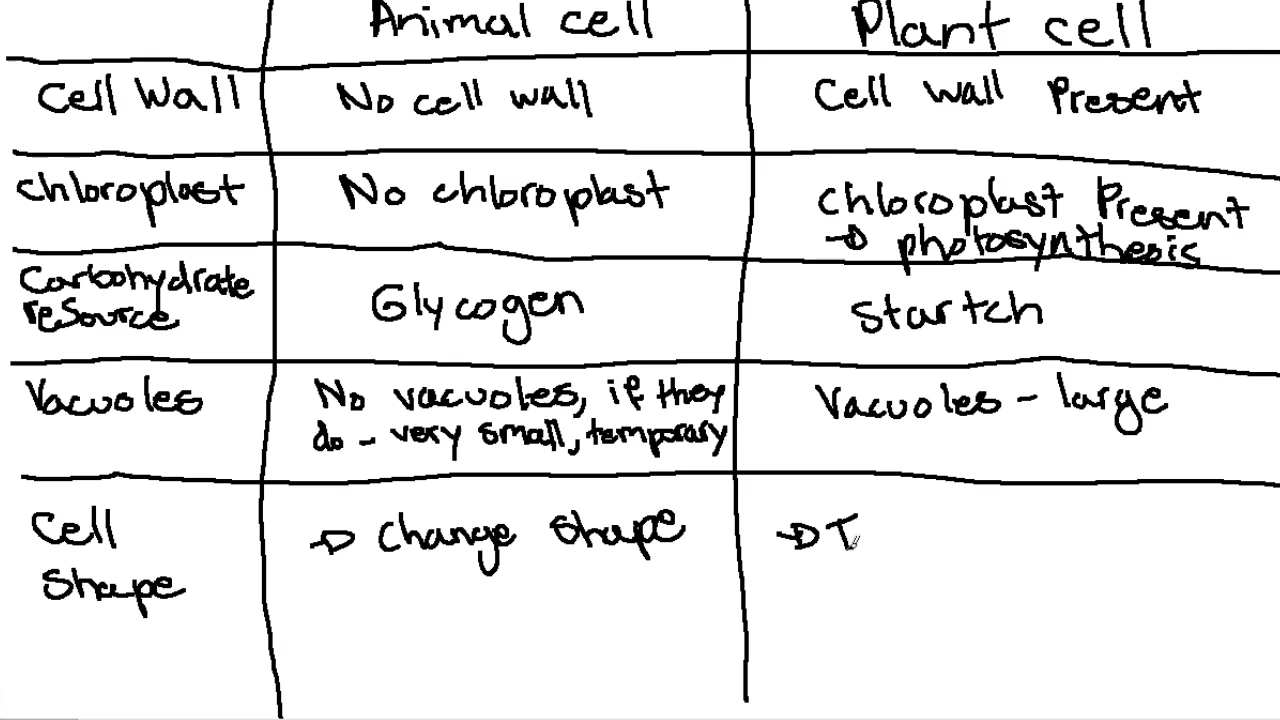 Animal cell Plant cell
Cell Wall No cell wall Cell wall Present
Chloroplast No chloroplast Chloroplast Present
→ photosynthesis
Carbohydrate
resource Glycogen Startch
Vacuoles No vacuoles, if they
do - very small, temporary Vacuoles - large
Cell
Shape → Change Shape → T